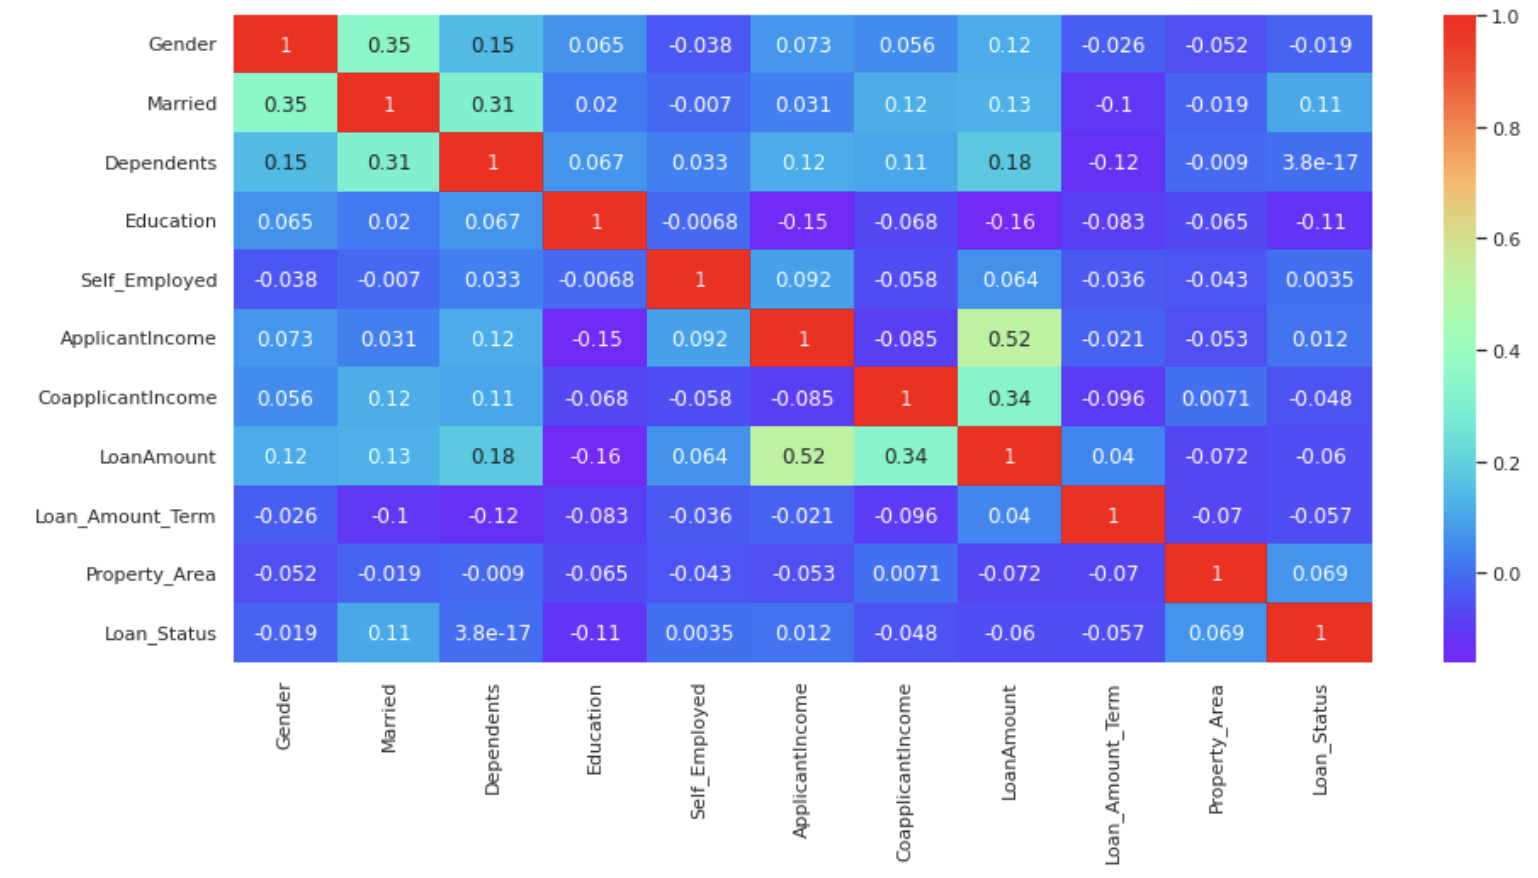 Gender 1 0.35 0.15 0.065 -0.038 0.073 0.056 0.12 -0.026 -0.052 -0.019
Married 0.35 1 0.31 0.02 -0.007 0.031 0.12 0.13 -0.1 -0.019 0.11
Dependents 0.15 0.31 1 0.067 0.033 0.12 0.11 0.18 -0.12 -0.009 3.8e-17
Education 0.065 0.02 0.067 1 -0.0068 -0.15 -0.068 -0.16 -0.083 -0.065 -0.11
Self_Employed -0.038 -0.007 0.033 -0.0068 1 0.092 -0.058 0.064 -0.036 -0.043 0.0035
ApplicantIncome 0.073 0.031 0.12 -0.15 0.092 1 -0.085 0.52 -0.021 -0.053 0.012
CoapplicantIncome 0.056 0.12 0.11 -0.068 -0.058 -0.085 1 0.34 -0.096 0.0071 -0.048
LoanAmount 0.12 0.13 0.18 -0.16 0.064 0.52 0.34 1 0.04 -0.072 -0.06
Loan_Amount_Term -0.026 -0.1 -0.12 -0.083 -0.036 -0.021 -0.096 0.04 1 -0.07 -0.057
Property_Area -0.052 -0.019 -0.009 -0.065 -0.043 -0.053 0.0071 -0.072 -0.07 1 0.069
Loan_Status -0.019 0.11 3.8e-17 -0.11 0.0035 0.012 -0.048 -0.06 -0.057 0.069 1
Gender
Married
Dependents
Education
Self_Employed
ApplicantIncome
CoapplicantIncome
LoanAmount
Loan_Amount_Term
Property_Area
Loan_Status
1.0
0.8
0.6
0.4
0.2
0.0